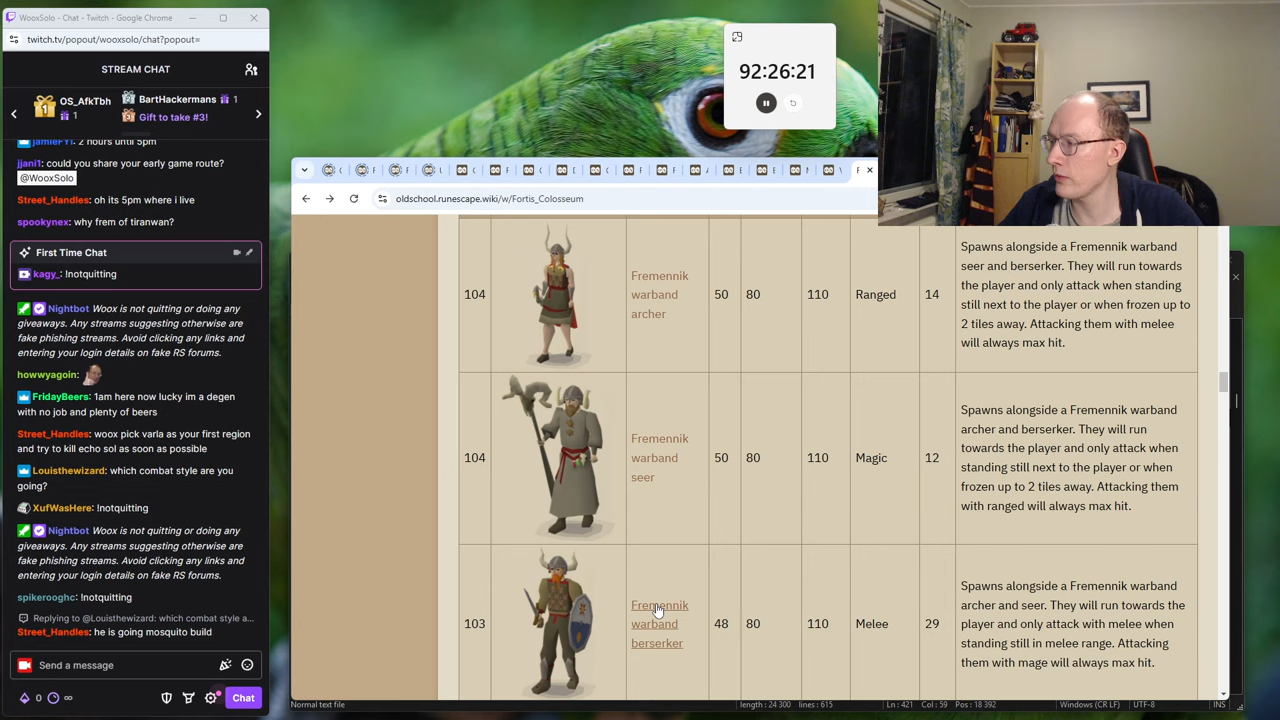 WooxSolo - Chat - Twitch - Google Chrome
twitch.tv/popout/wooxsolo/chat?popout=
STREAM CHAT
OS_AfkTbh
1
BartHackermans 1
Gift to take #3!
jamieFYI: 2 hours until 5pm
jjani1: could you share your early game route?
@WooxSolo
Street_Handles: oh its 5pm where i live
spookynex: why frem of tiranwan?
First Time Chat
kagy_: !notquitting
Nightbot Woox is not quitting or doing any
giveaways. Any streams suggesting otherwise are
fake phishing streams. Avoid clicking any links and
entering your login details on fake RS forums.
howwyagoin:
FridayBeers: 1am here now lucky im a degen
with no job and plenty of beers
Street_Handles: woox pick varla as your first region
and try to kill echo sol as soon as possible
Louisthewizard: which combat style are you
going?
XufWasHere: !notquitting
Nightbot Woox is not quitting or doing any
giveaways. Any streams suggesting otherwise are
fake phishing streams. Avoid clicking any links and
entering your login details on fake RS forums.
spikerooghc: !notquitting
Replying to @Louisthewizard: which combat style a...
Street_Handles: he is going mosquito build
Send a message
0
∞
Chat
92:26:21
oldschool.runescape.wiki/w/Fortis_Colosseum
104
Fremennik
warband
archer
50
80
110
Ranged
14
Spawns alongside a Fremennik warband
seer and berserker. They will run towards
the player and only attack when standing
still next to the player or when frozen up to
2 tiles away. Attacking them with melee
will always max hit.
104
Fremennik
warband
seer
50
80
110
Magic
12
Spawns alongside a Fremennik warband
archer and berserker. They will run
towards the player and only attack when
standing still next to the player or when
frozen up to 2 tiles away. Attacking them
with ranged will always max hit.
103
Fremennik
warband
berserker
48
80
110
Melee
29
Spawns alongside a Fremennik warband
archer and seer. They will run towards the
player and only attack with melee when
standing still in melee range. Attacking
them with mage will always max hit.
Normal text file
length : 24 300 lines : 615
Ln : 421 Col : 59 Pos : 18 392
Windows (CR LF)
UTF-8
INS